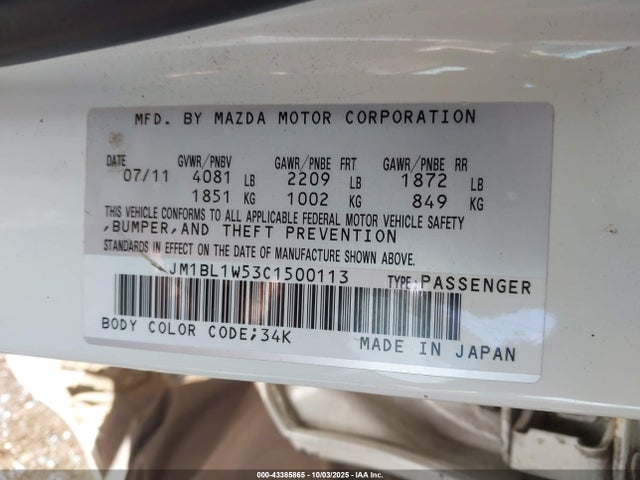 MFD. BY MAZDA MOTOR CORPORATION
DATE GVWR/PNBV GAWR/PNBE FRT GAWR/PNBE RR
07/11 4081 LB 2209 LB 1872 LB
1851 KG 1002 KG 849 KG
THIS VEHICLE CONFORMS TO ALL APPLICABLE FEDERAL MOTOR VEHICLE SAFETY
,BUMPER,AND THEFT PREVENTION
STANDARDS IN EFFECT ON THE DATE OF MANUFACTURE SHOWN ABOVE.
JM1BL1W53C1500113 TYPE:PASSENGER
BODY COLOR CODE;34K MADE IN JAPAN
000-43385865 - 10/03/2025 - IAA Inc.